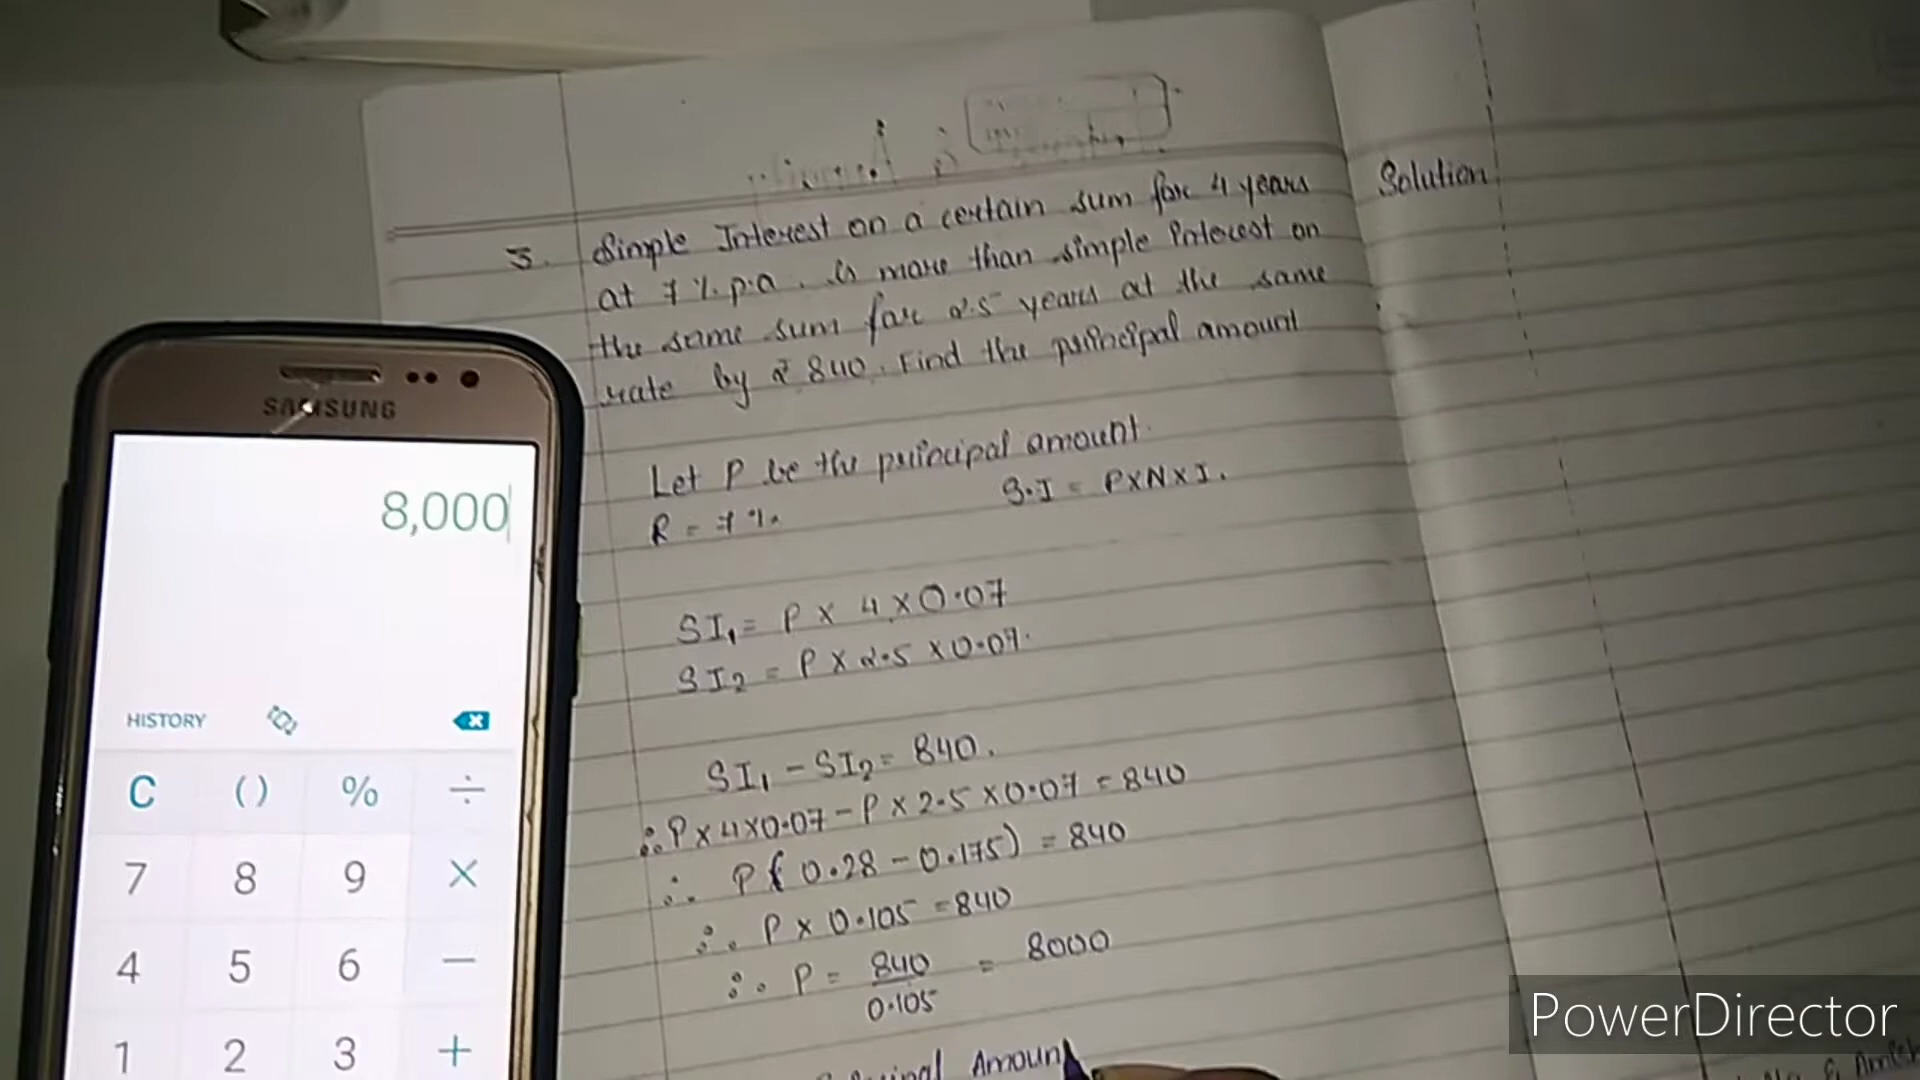 3. Simple Interest on a certain sum for 4 years
at 7% p.a. is more than simple Interest on
the same sum for 2.5 years at the same
rate by ₹ 840. Find the principal amount
Let P be the principal amount.
R = 7%. S.I = P×N×I.
SI₁ = P × 4 × 0.07
SI₂ = P × 2.5 × 0.07.
SI₁ - SI₂ = 840.
∴ P × 4 × 0.07 - P × 2.5 × 0.07 = 840
∴ P ( 0.28 - 0.175) = 840
∴ P × 0.105 = 840
∴ P = 840 / 0.105 = 8000
Amount
Solution
SAMSUNG
8,000
HISTORY
C ( ) % ÷
7 8 9 ×
4 5 6 −
1 2 3 +
PowerDirector